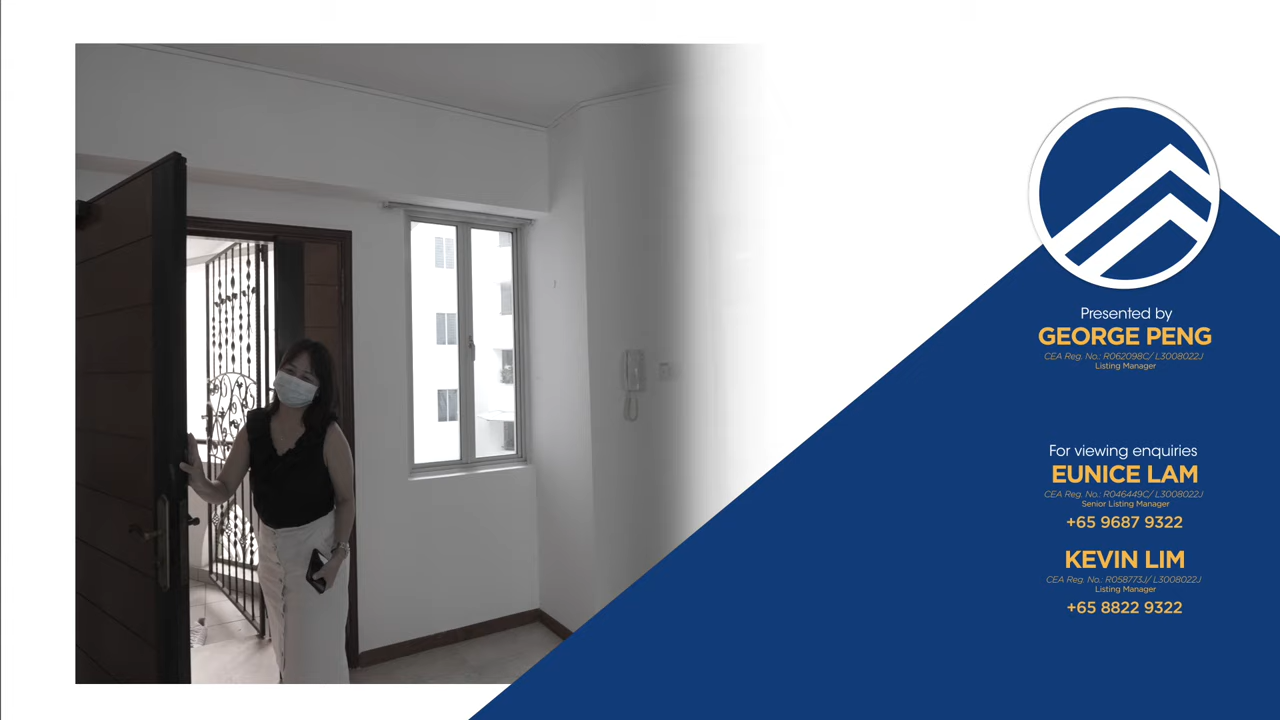 Presented by
GEORGE PENG
CEA Reg. No.: R062098C/ L3008022J
Listing Manager
For viewing enquiries
EUNICE LAM
CEA Reg. No.: R046449C/ L3008022J
Senior Listing Manager
+65 9687 9322
KEVIN LIM
CEA Reg. No.: R058773J/ L3008022J
Listing Manager
+65 8822 9322